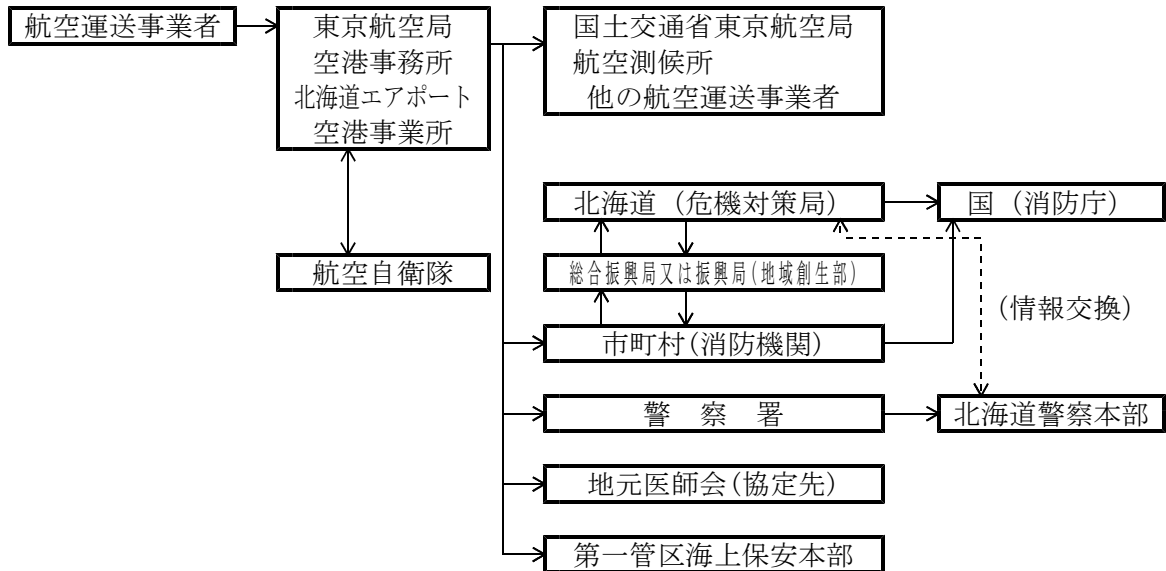 航空運送事業者
東京航空局
空港事務所
北海道エアポート
空港事業所
国土交通省東京航空局
航空測候所
他の航空運送事業者
北海道（危機対策局）
国（消防庁）
航空自衛隊
総合振興局又は振興局(地域創生部)
（情報交換）
市町村(消防機関)
警　察　署
北海道警察本部
地元医師会(協定先)
第一管区海上保安本部